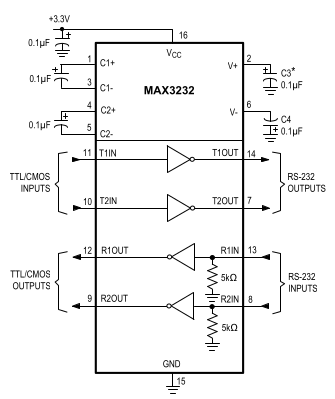 +3.3V
16
0.1µF
+
VCC
1
C1+
V+
2
0.1µF
+
MAX3232
+
C3*
0.1µF
3
C1-
4
C2+
V-
6
0.1µF
+
C4
0.1µF
+
5
C2-
TTL/CMOS
INPUTS
11
T1IN
T1OUT
14
RS-232
OUTPUTS
10
T2IN
T2OUT
7
TTL/CMOS
OUTPUTS
12
R1OUT
R1IN
13
5kΩ
RS-232
INPUTS
9
R2OUT
R2IN
8
5kΩ
GND
15